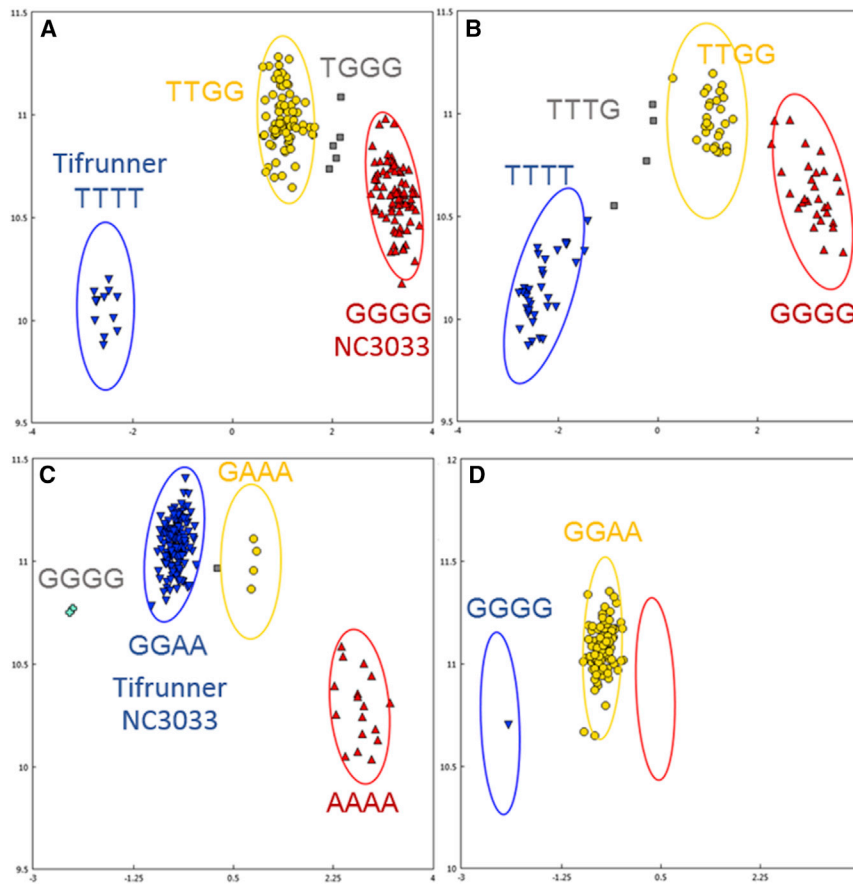 A
11.5
11
10.5
10
9.5
-4
-2
0
2
4
TTGG
TGGG
Tifrunner
TTTT
GGGG
NC3033
B
11.5
11
10.5
10
9.5
-4
-2
0
2
TTGG
TTTG
TTTT
GGGG
C
11.5
11
10.5
10
9.5
-3
-1.25
0.5
2.25
4
GAAA
GGGG
GGAA
Tifrunner
NC3033
AAAA
D
12
11.5
11
10.5
10
-3
-1.25
0.5
2.25
GGAA
GGGG